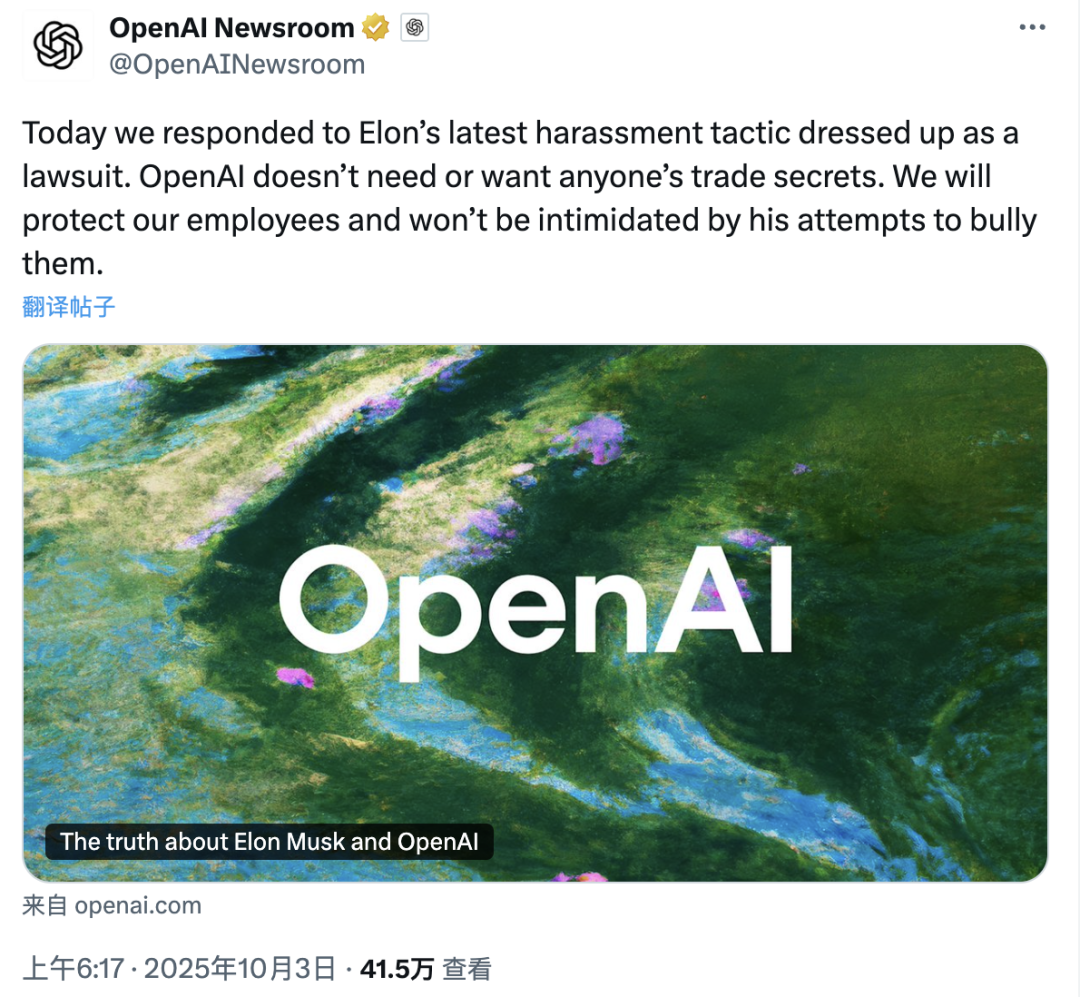 OpenAI Newsroom
@OpenAINewsroom
Today we responded to Elon’s latest harassment tactic dressed up as a
lawsuit. OpenAI doesn’t need or want anyone’s trade secrets. We will
protect our employees and won’t be intimidated by his attempts to bully
them.
翻译帖子
OpenAI
The truth about Elon Musk and OpenAI
来自 openai.com
上午6:17 · 2025年10月3日 · 41.5万 查看